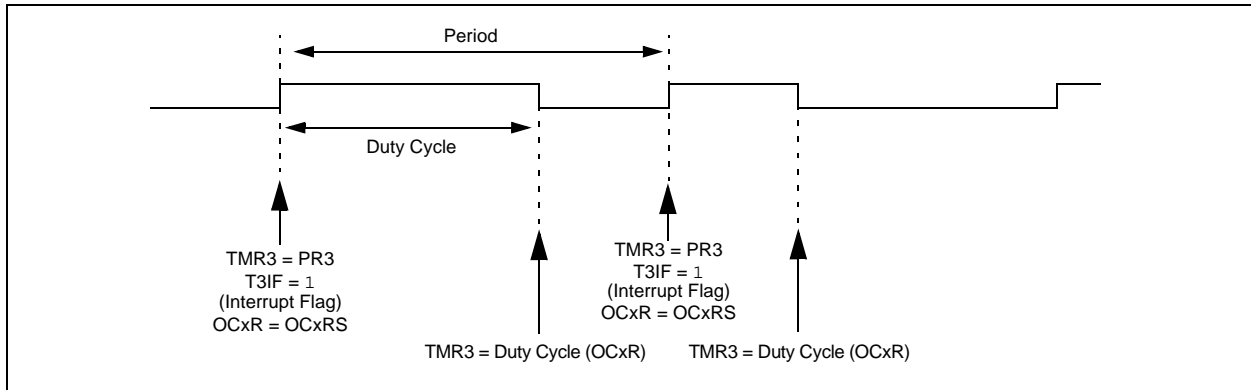 Period
Duty Cycle
TMR3 = PR3
T3IF = 1
(Interrupt Flag)
OCxR = OCxRS
TMR3 = Duty Cycle (OCxR)
TMR3 = PR3
T3IF = 1
(Interrupt Flag)
OCxR = OCxRS
TMR3 = Duty Cycle (OCxR)